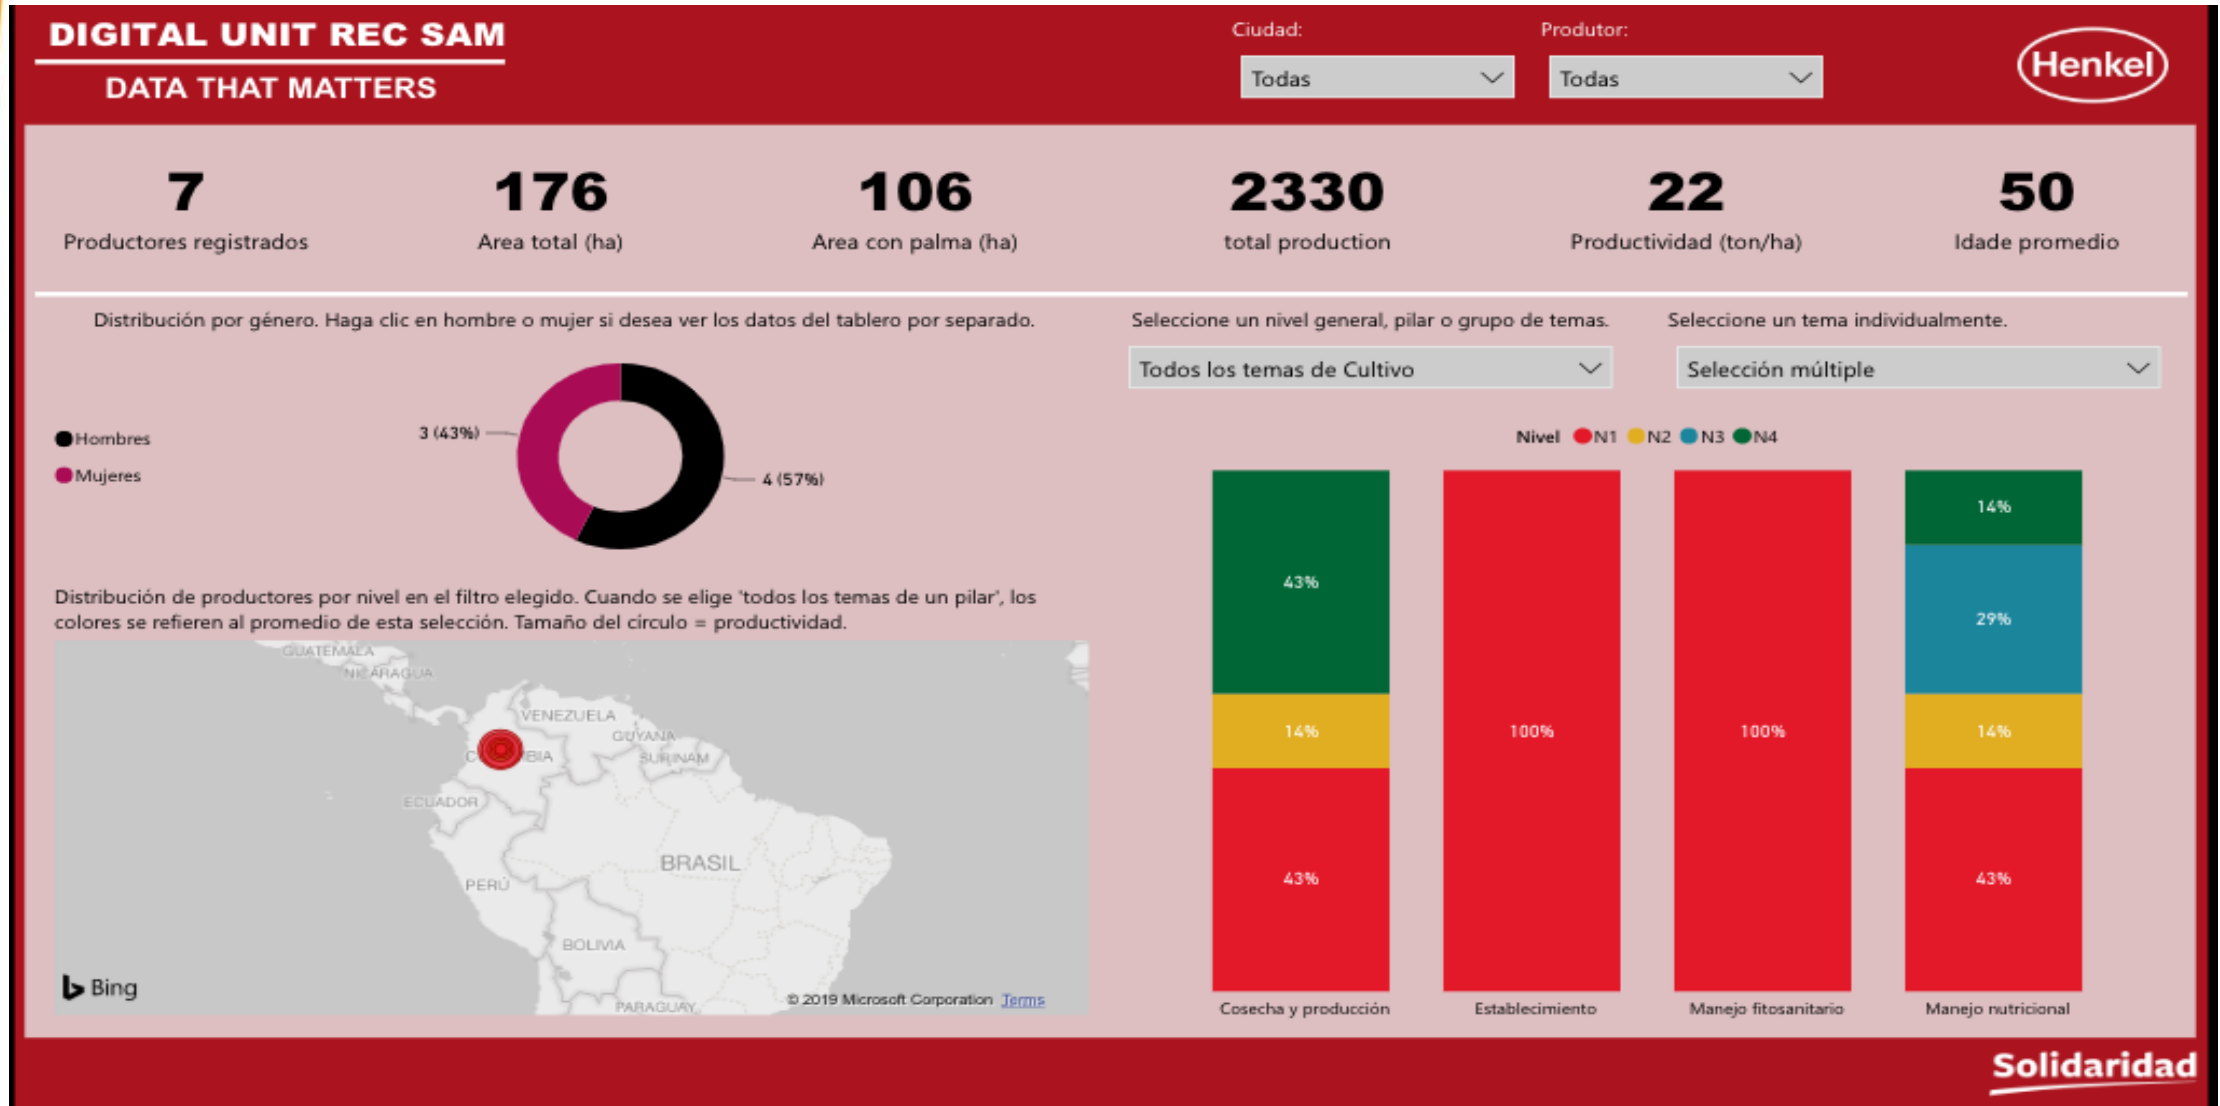 DIGITAL UNIT REC SAM
DATA THAT MATTERS
Ciudad:
Todas
Produtor:
Todas
Henkel
7
Productores registrados
176
Area total (ha)
106
Area con palma (ha)
2330
total production
22
Productividad (ton/ha)
50
Idade promedio
Distribución por género. Haga clic en hombre o mujer si desea ver los datos del tablero por separado.
Hombres
Mujeres
3 (43%)
4 (57%)
Distribución de productores por nivel en el filtro elegido. Cuando se elige 'todos los temas de un pilar', los
colores se refieren al promedio de esta selección. Tamaño del círculo = productividad.
GUATEMALA
NICARAGUA
VENEZUELA
GUYANA
SURINAM
ECUADOR
BRASIL
PERÚ
BOLIVIA
PARAGUAY
Bing
© 2019 Microsoft Corporation Terms
Seleccione un nivel general, pilar o grupo de temas.
Todos los temas de Cultivo
Seleccione un tema individualmente.
Selección múltiple
Nivel N1 N2 N3 N4
43%
14%
43%
Cosecha y producción
100%
Establecimiento
100%
Manejo fitosanitario
14%
29%
14%
43%
Manejo nutricional
Solidaridad